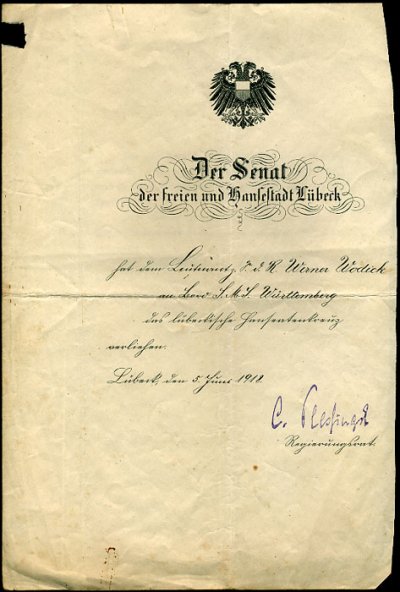 Der Senat
der freien und Hansestadt Lübeck
hat dem Leutnant z. S. d. R. Werner Wodick
an Bord S.M.S. Württemberg
das lübeckische Hanseatenkreuz
verliehen.
Lübeck, den 5. Juni 1918.
C.
Regierungsrat.